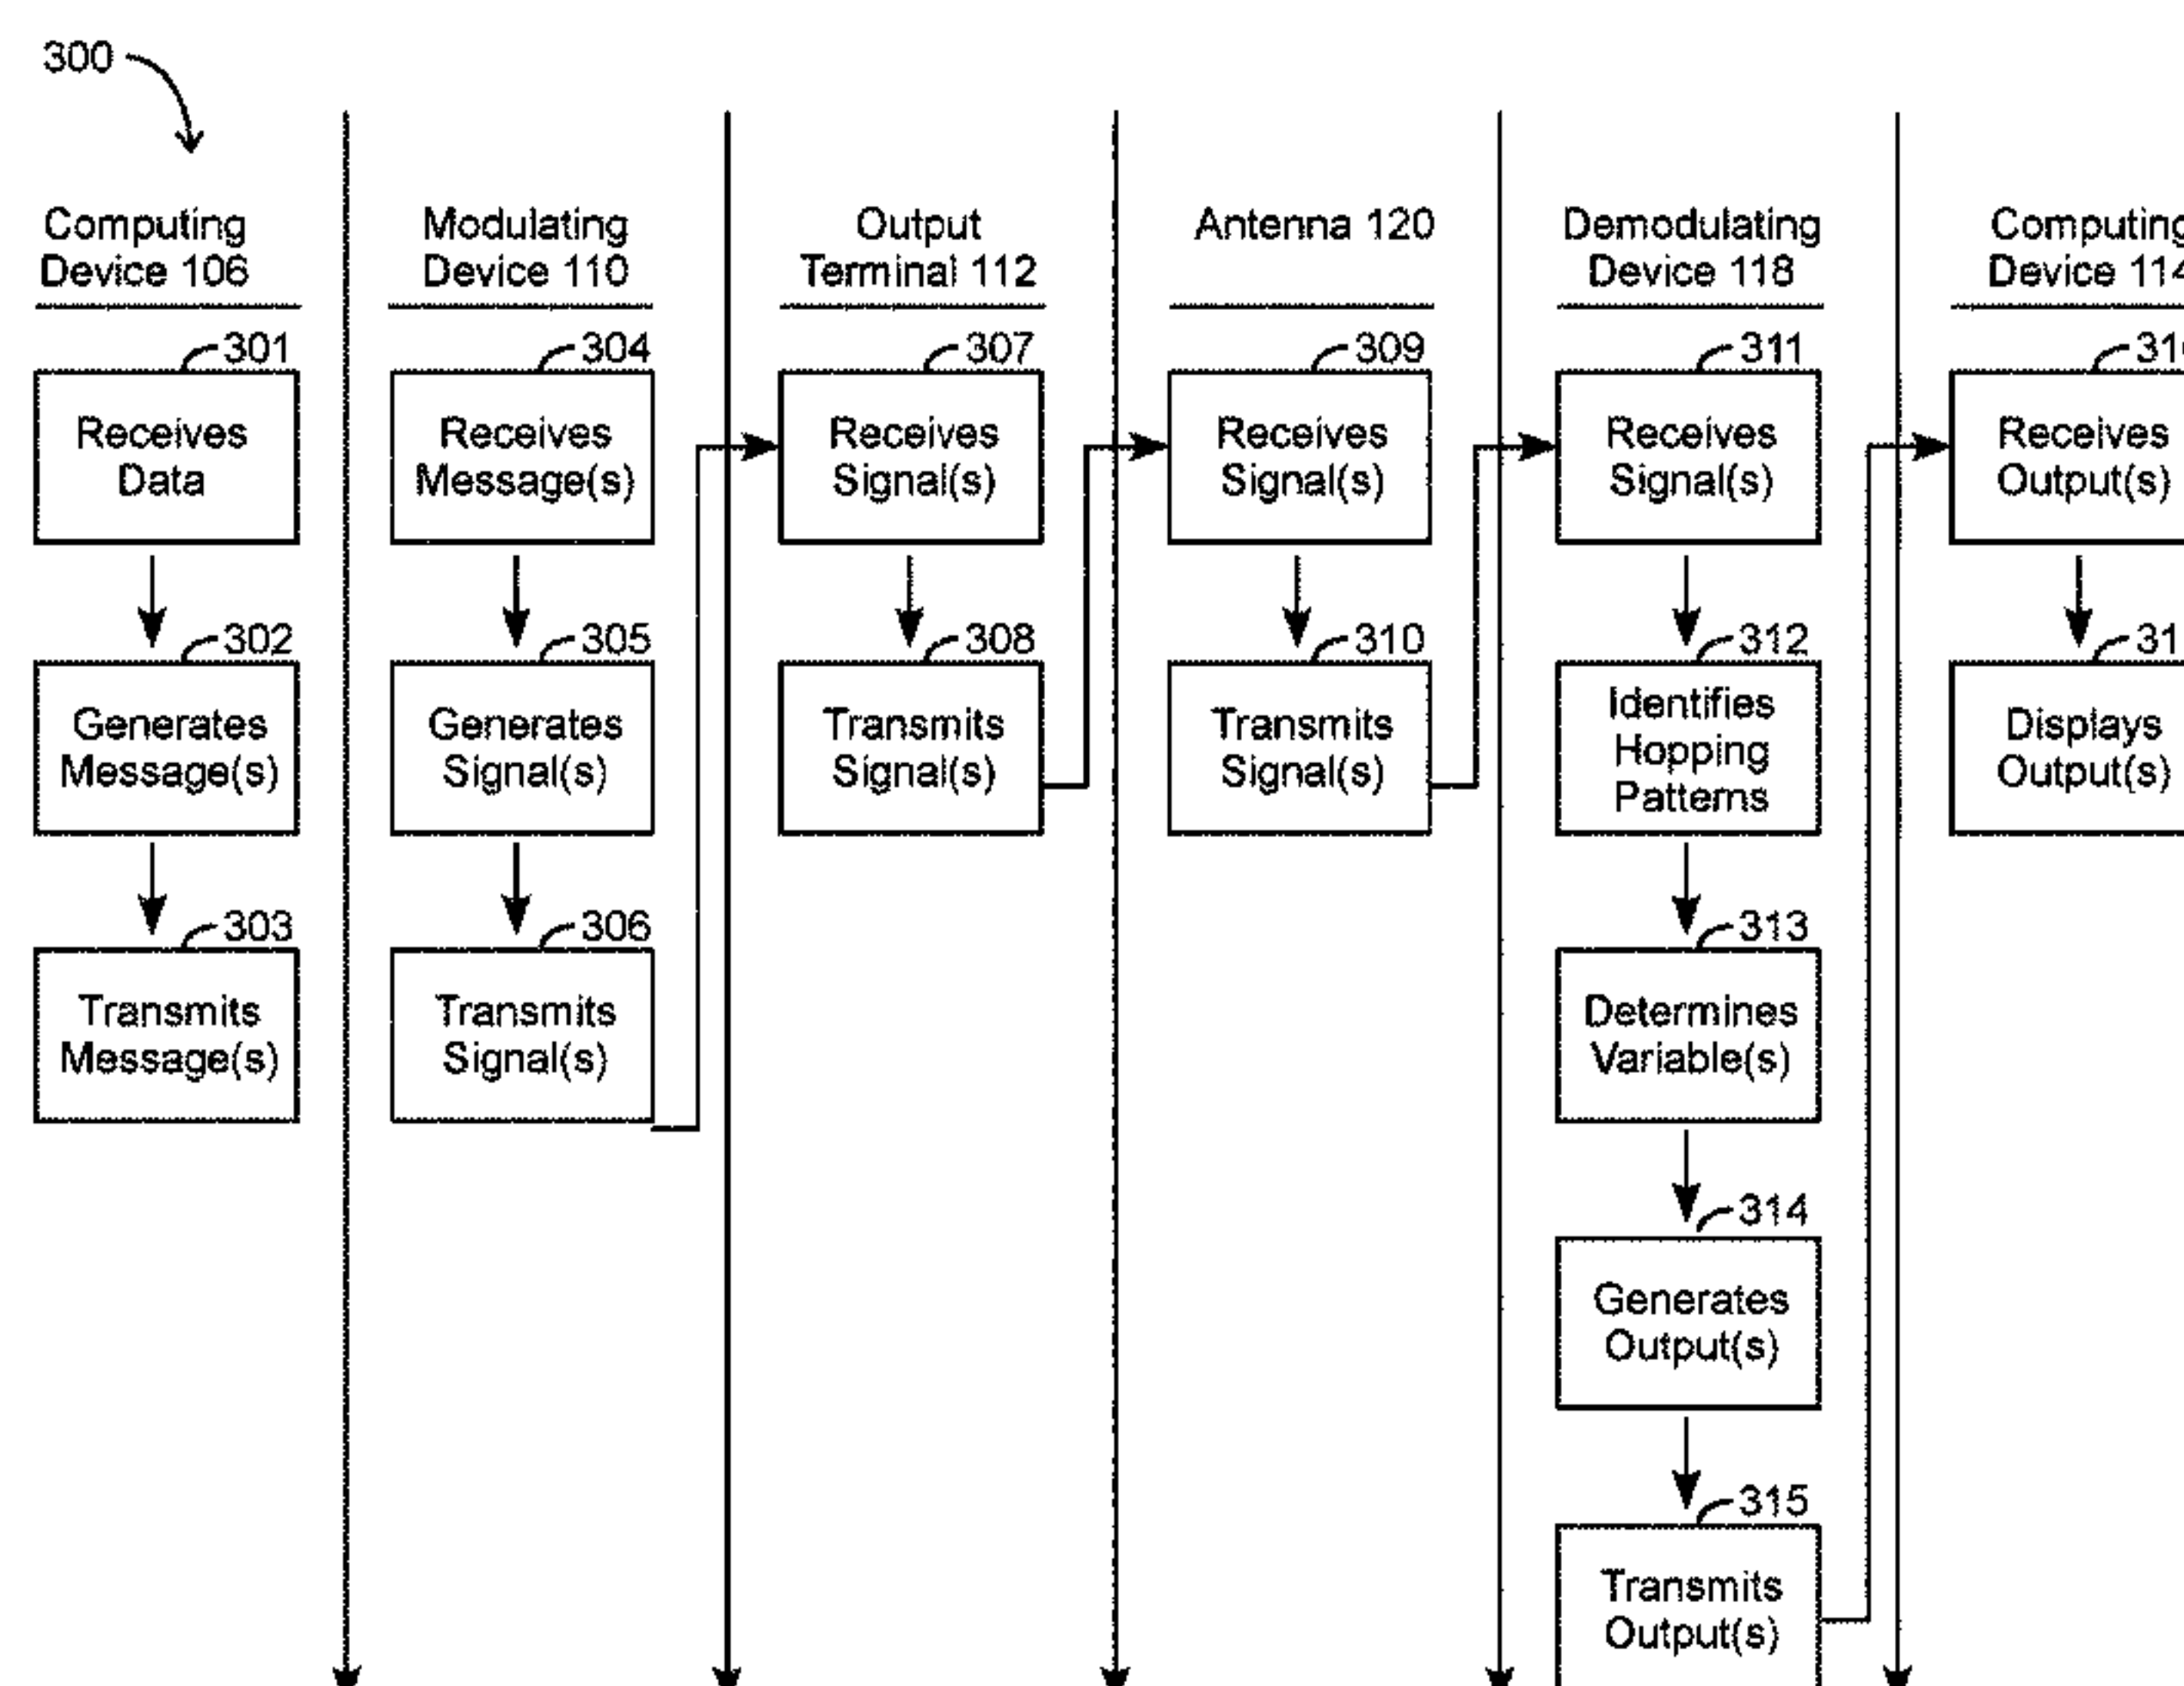 300
Computing
Device 106
301
Receives
Data
302
Generates
Message(s)
303
Transmits
Message(s)
Modulating
Device 110
304
Receives
Message(s)
305
Generates
Signal(s)
306
Transmits
Signal(s)
Output
Terminal 112
307
Receives
Signal(s)
308
Transmits
Signal(s)
Antenna 120
309
Receives
Signal(s)
310
Transmits
Signal(s)
Demodulating
Device 118
311
Receives
Signal(s)
312
Identifies
Hopping
Patterns
313
Determines
Variable(s)
314
Generates
Output(s)
315
Transmits
Output(s)
Computing
Device 114
Receives
Output(s)
Displays
Output(s)